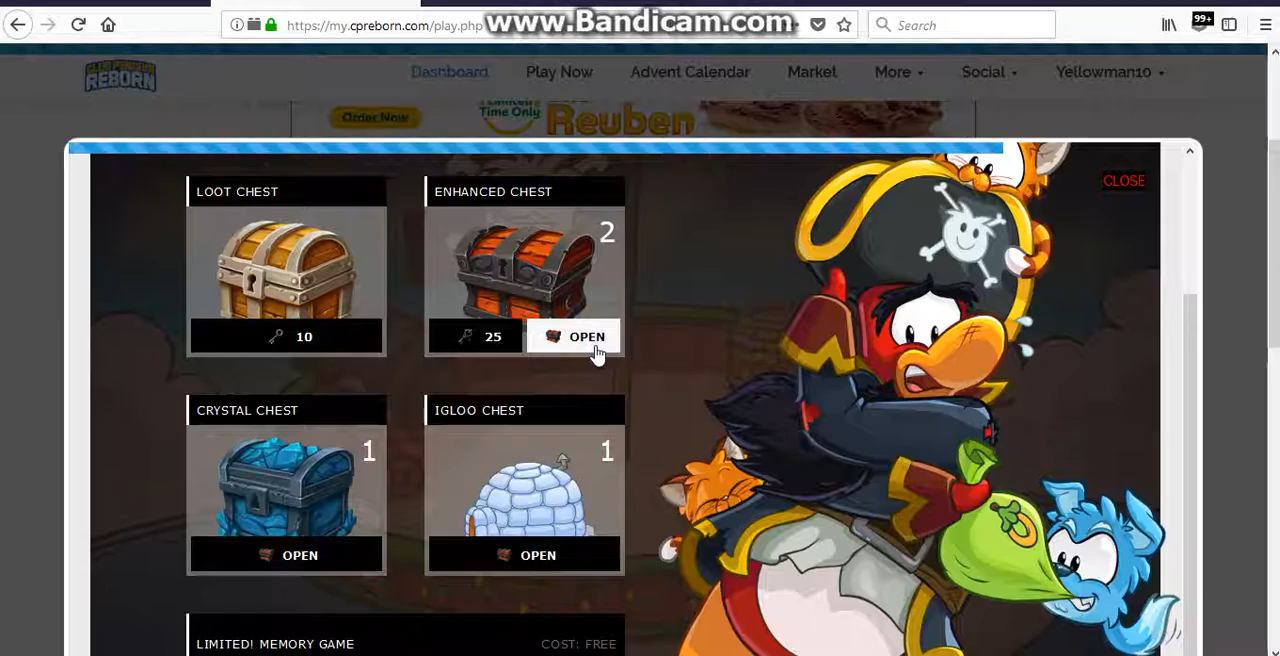 www.Bandicam.com
https://my.cpreborn.com/play.php
Search
99+
CLUB PENGUIN
REBORN
Dashboard
Play Now
Advent Calendar
Market
More
Social
Yellowman10
Order Now
Limited
Time Only
Reuben
CLOSE
LOOT CHEST
10
ENHANCED CHEST
2
25
OPEN
CRYSTAL CHEST
1
OPEN
IGLOO CHEST
1
OPEN
LIMITED! MEMORY GAME
COST: FREE